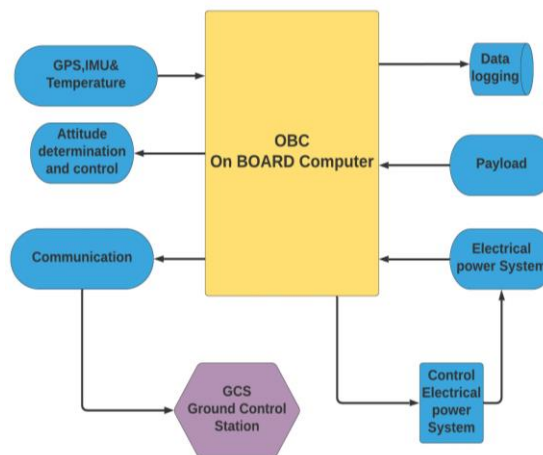 GPS,IMU&
Temperature
Data
logging
OBC
On BOARD Computer
Attitude
determination
and control
Payload
Communication
Electrical
power System
GCS
Ground Control
Station
Control
Electrical
power
System